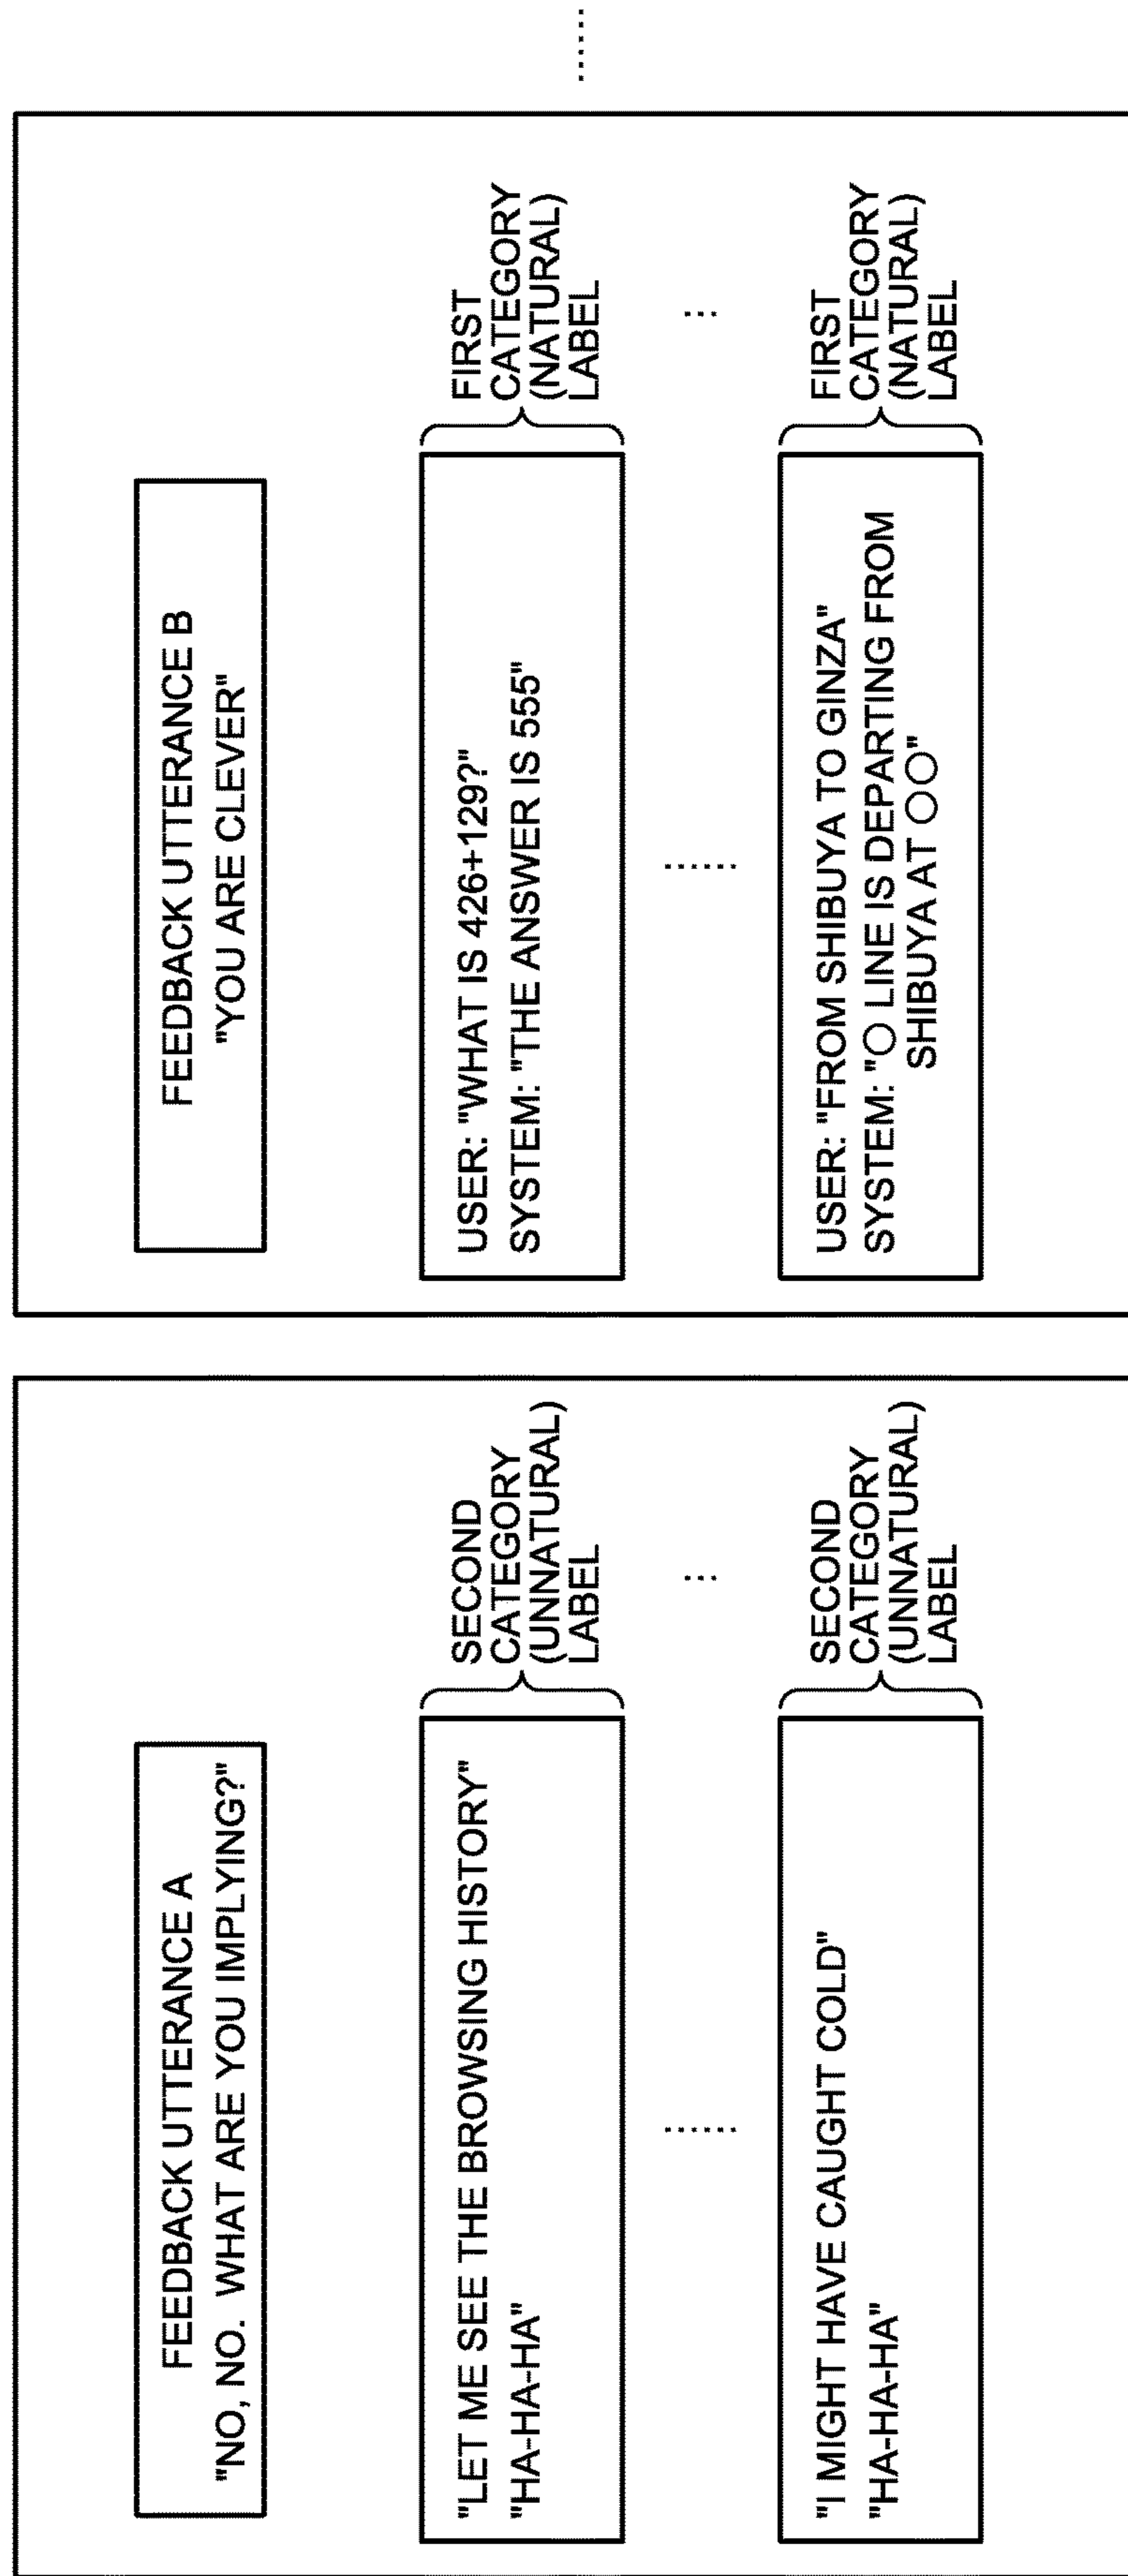 FEEDBACK UTTERANCE A
"NO, NO. WHAT ARE YOU IMPLYING?"
"LET ME SEE THE BROWSING HISTORY"
"HA-HA-HA"
SECOND
CATEGORY
(UNNATURAL)
LABEL
......
...
"I MIGHT HAVE CAUGHT COLD"
"HA-HA-HA"
SECOND
CATEGORY
(UNNATURAL)
LABEL
FEEDBACK UTTERANCE B
"YOU ARE CLEVER"
USER: "WHAT IS 426+129?"
SYSTEM: "THE ANSWER IS 555"
FIRST
CATEGORY
(NATURAL)
LABEL
......
...
USER: "FROM SHIBUYA TO GINZA"
SYSTEM: "○ LINE IS DEPARTING FROM
SHIBUYA AT ○○"
FIRST
CATEGORY
(NATURAL)
LABEL
......